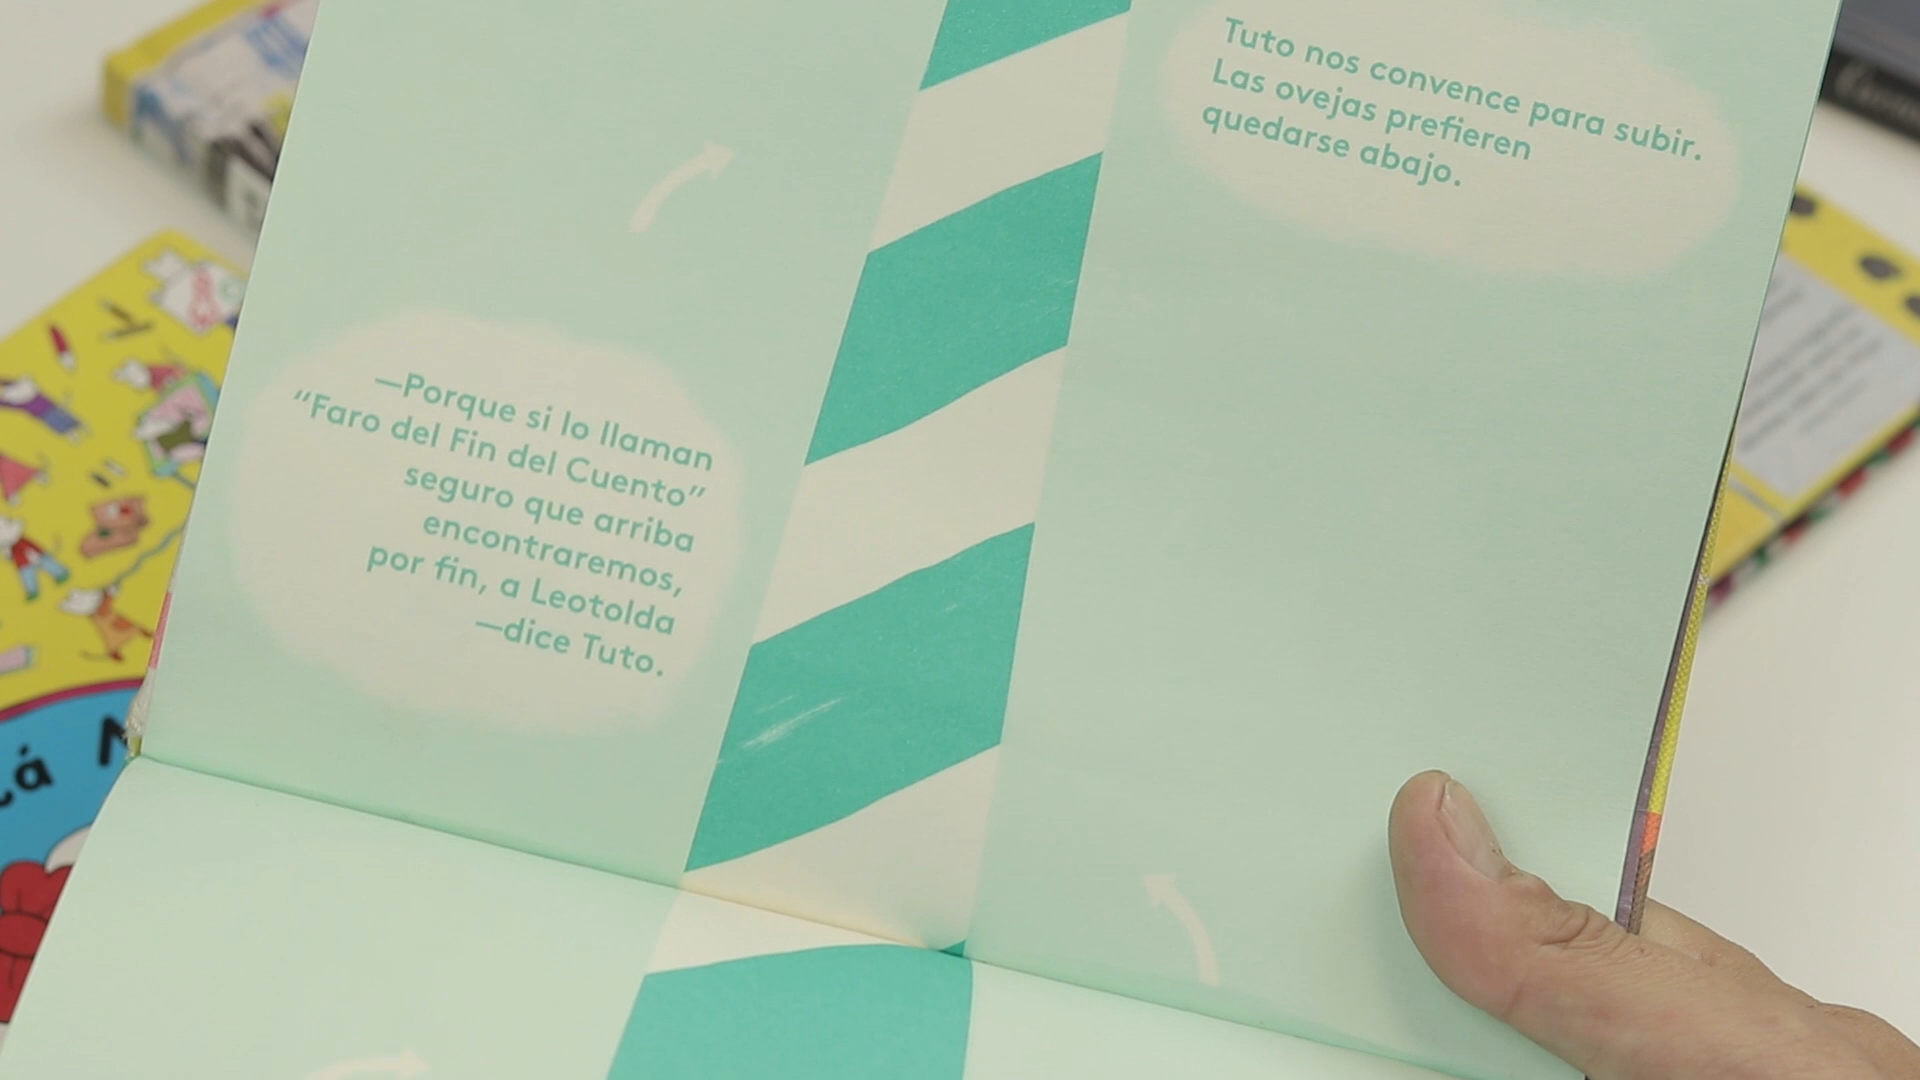 —Porque si lo llaman
“Faro del Fin del Cuento”
seguro que arriba
encontraremos,
por fin, a Leotolda
—dice Tuto.
Tuto nos convence para subir.
Las ovejas prefieren
quedarse abajo.